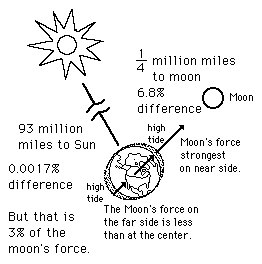 1/4 million miles
to moon
6.8%
difference
Moon
93 million
miles to Sun
high
tide
Moon's force
strongest
on near side.
0.0017%
difference
high
tide
The Moon's force on
the far side is less
than at the center.
But that is
3% of the
moon's force.